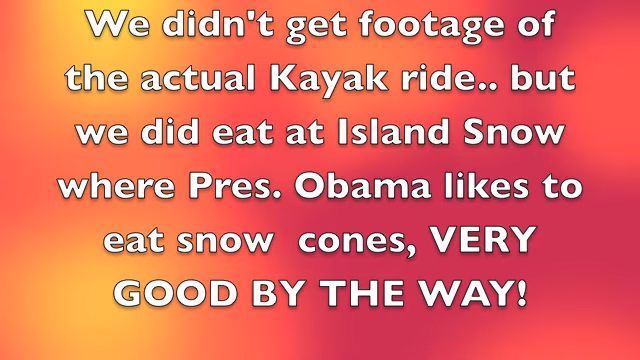 We didn't get footage of
the actual Kayak ride.. but
we did eat at Island Snow
where Pres. Obama likes to
eat snow  cones, VERY
GOOD BY THE WAY!